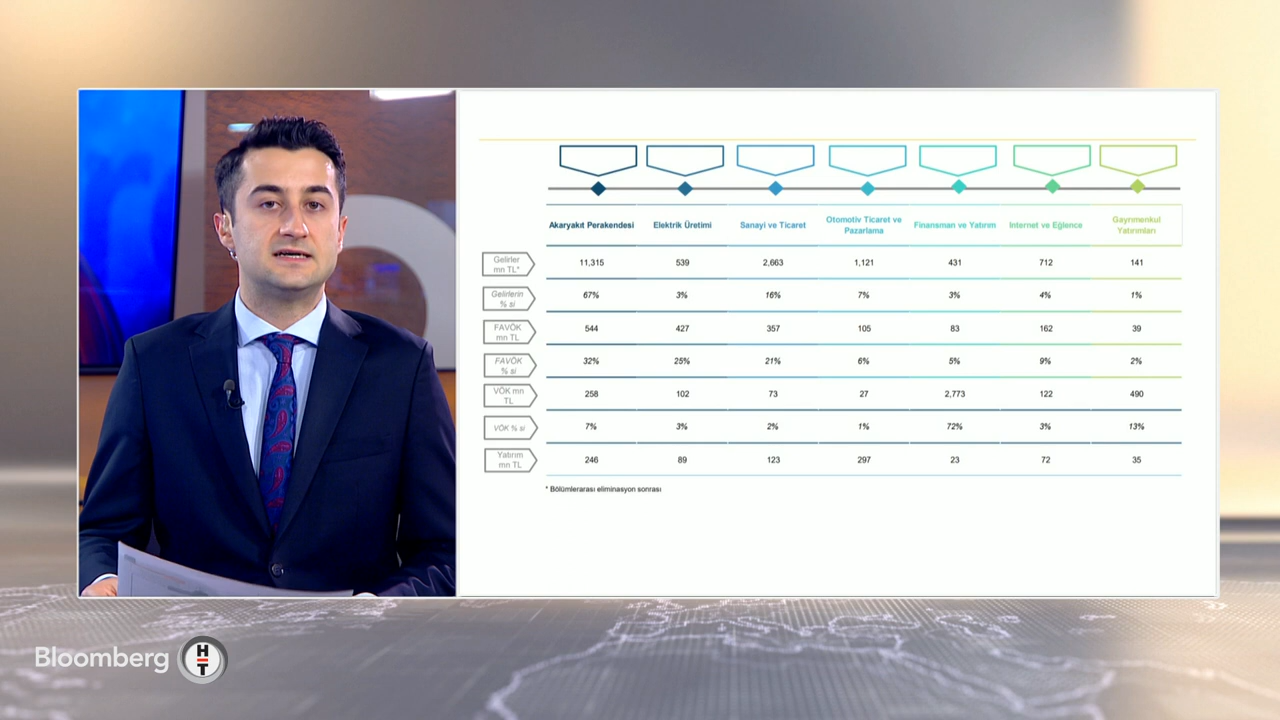 Akaryakıt Perakendesi Elektrik Üretimi Sanayi ve Ticaret Otomotiv Ticaret ve Pazarlama Finansman ve Yatırım Internet ve Eğlence Gayrımenkul Yatırımları
Gelirler mn TL* 11,315 539 2,663 1,121 431 712 141
Gelirlerin % si 67% 3% 16% 7% 3% 4% 1%
FAVÖK mn TL 544 427 357 105 83 162 39
FAVÖK % si 32% 25% 21% 6% 5% 9% 2%
VÖK mn TL 258 102 73 27 2,773 122 490
VÖK % si 7% 3% 2% 1% 72% 3% 13%
Yatırım mn TL 246 89 123 297 23 72 35
* Bölümlerarası eliminasyon sonrası
Bloomberg HT